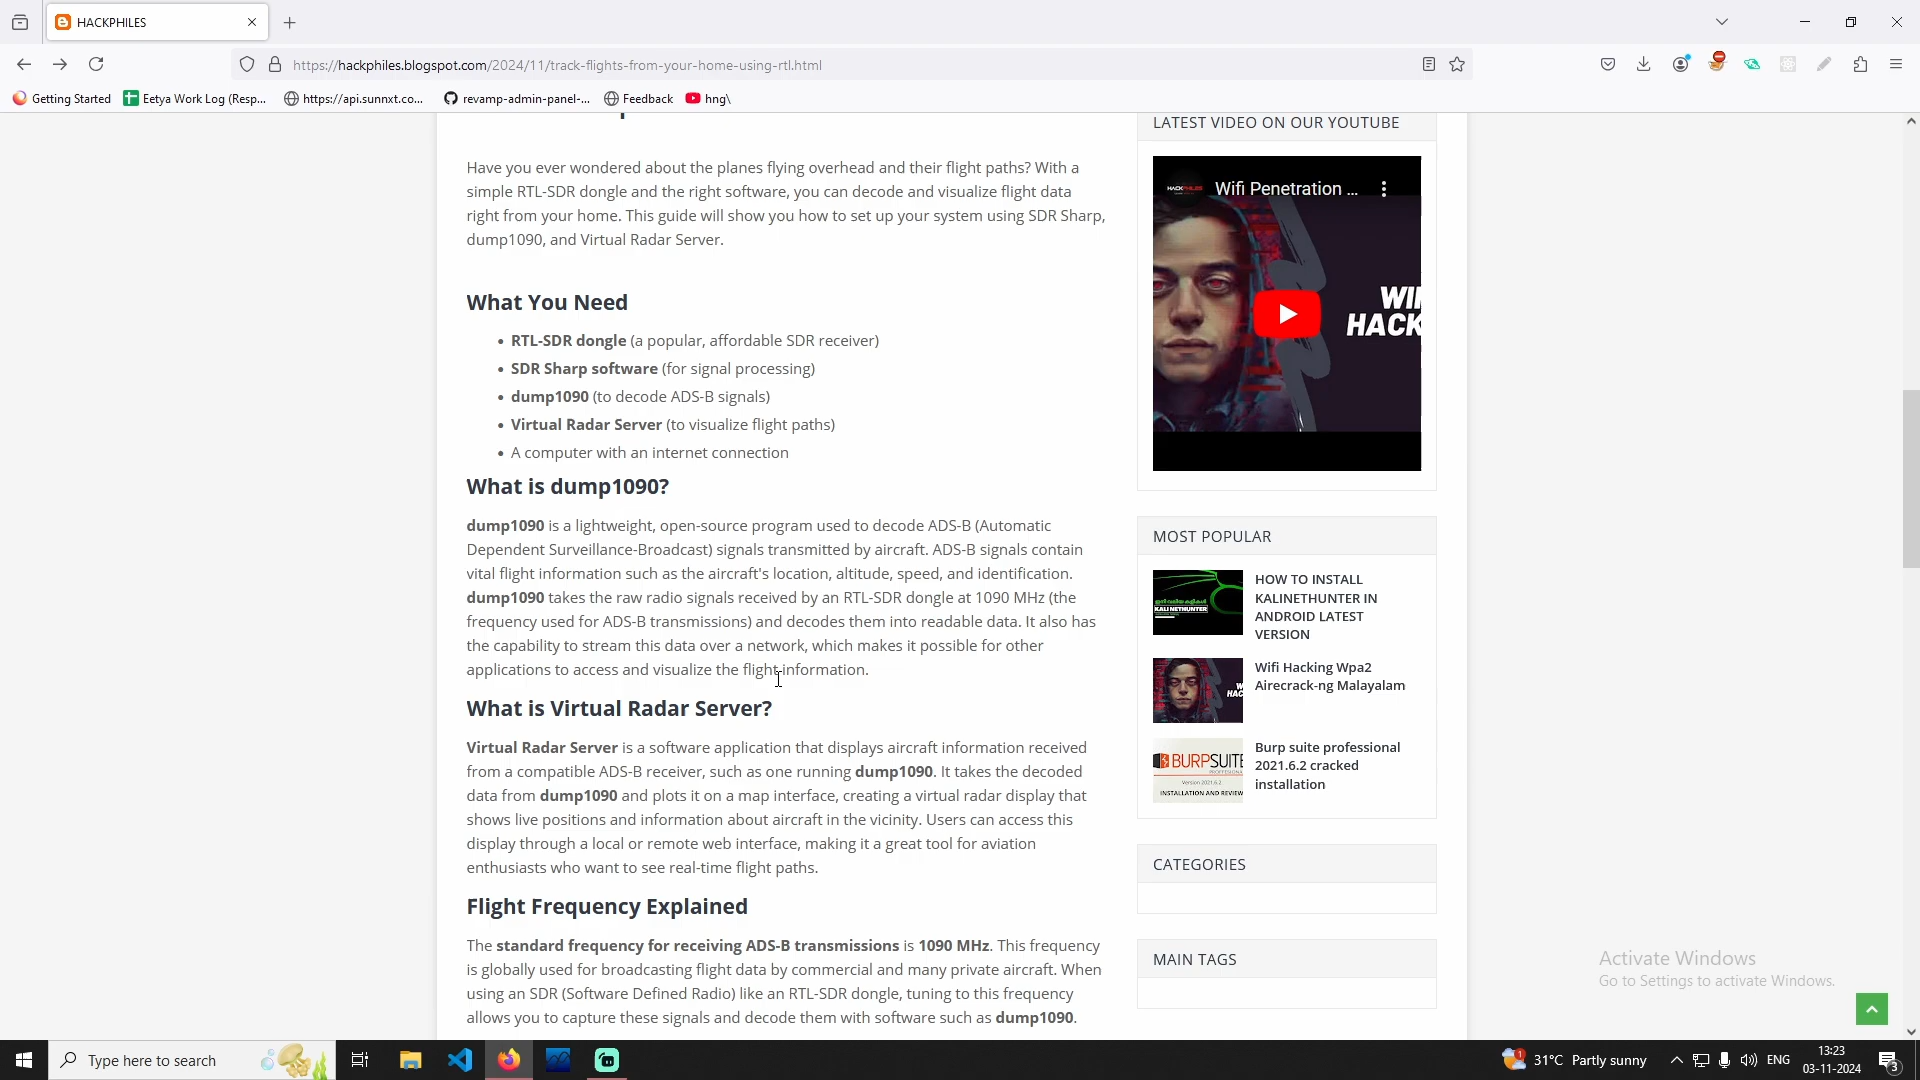 HACKPHILES
https://hackphiles.blogspot.com/2024/11/track-flights-from-your-home-using-rtl.html
Getting Started
Eetya Work Log (Resp...
https://api.sunnxt.co...
revamp-admin-panel-...
Feedback
hng\
Have you ever wondered about the planes flying overhead and their flight paths? With a
simple RTL-SDR dongle and the right software, you can decode and visualize flight data
right from your home. This guide will show you how to set up your system using SDR Sharp,
dump1090, and Virtual Radar Server.
What You Need
• RTL-SDR dongle (a popular, affordable SDR receiver)
• SDR Sharp software (for signal processing)
• dump1090 (to decode ADS-B signals)
• Virtual Radar Server (to visualize flight paths)
• A computer with an internet connection
What is dump1090?
dump1090 is a lightweight, open-source program used to decode ADS-B (Automatic
Dependent Surveillance-Broadcast) signals transmitted by aircraft. ADS-B signals contain
vital flight information such as the aircraft's location, altitude, speed, and identification.
dump1090 takes the raw radio signals received by an RTL-SDR dongle at 1090 MHz (the
frequency used for ADS-B transmissions) and decodes them into readable data. It also has
the capability to stream this data over a network, which makes it possible for other
applications to access and visualize the flight information.
What is Virtual Radar Server?
Virtual Radar Server is a software application that displays aircraft information received
from a compatible ADS-B receiver, such as one running dump1090. It takes the decoded
data from dump1090 and plots it on a map interface, creating a virtual radar display that
shows live positions and information about aircraft in the vicinity. Users can access this
display through a local or remote web interface, making it a great tool for aviation
enthusiasts who want to see real-time flight paths.
Flight Frequency Explained
The standard frequency for receiving ADS-B transmissions is 1090 MHz. This frequency
is globally used for broadcasting flight data by commercial and many private aircraft. When
using an SDR (Software Defined Radio) like an RTL-SDR dongle, tuning to this frequency
allows you to capture these signals and decode them with software such as dump1090.
LATEST VIDEO ON OUR YOUTUBE
HACKPHILES
Wifi Penetration ...
WI
HACK
MOST POPULAR
KALI NETHUNTER
HOW TO INSTALL
KALINETHUNTER IN
ANDROID LATEST
VERSION
Wifi Hacking Wpa2
Airecrack-ng Malayalam
BURPSUITE
PROFESSIONAL
Version 2021.6.2
INSTALLATION AND REVIEW
Burp suite professional
2021.6.2 cracked
installation
CATEGORIES
MAIN TAGS
Activate Windows
Go to Settings to activate Windows.
Type here to search
1
31°C Partly sunny
ENG
13:23
03-11-2024
3